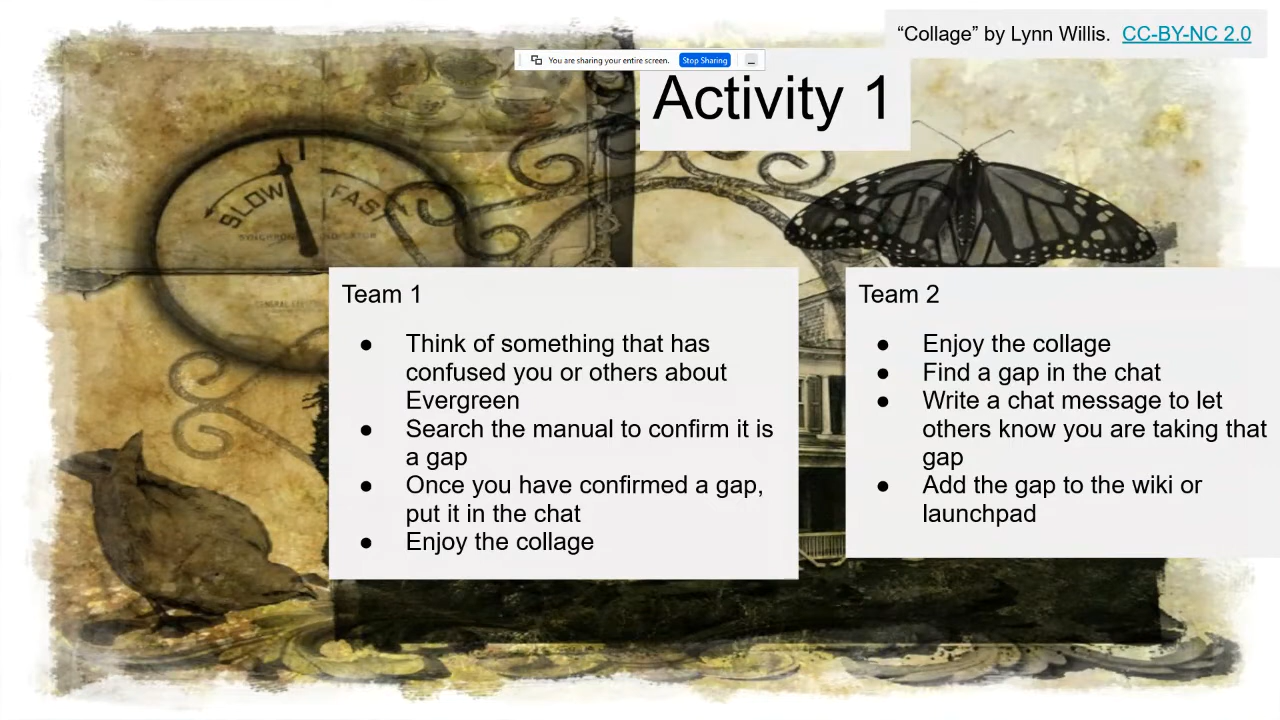 “Collage” by Lynn Willis. CC-BY-NC 2.0
You are sharing your entire screen. Stop Sharing
Activity 1
SLOW FAST
Team 1
● Think of something that has
confused you or others about
Evergreen
● Search the manual to confirm it is
a gap
● Once you have confirmed a gap,
put it in the chat
● Enjoy the collage
Team 2
● Enjoy the collage
● Find a gap in the chat
● Write a chat message to let
others know you are taking that
gap
● Add the gap to the wiki or
launchpad